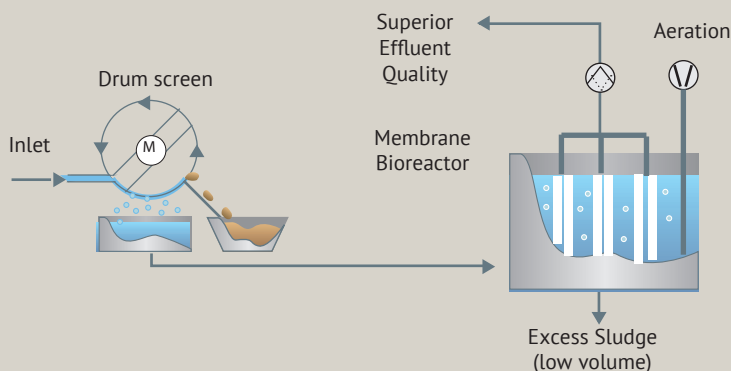 Superior
Effluent
Quality
Aeration
Drum screen
Inlet
M
Membrane
Bioreactor
Excess Sludge
(low volume)